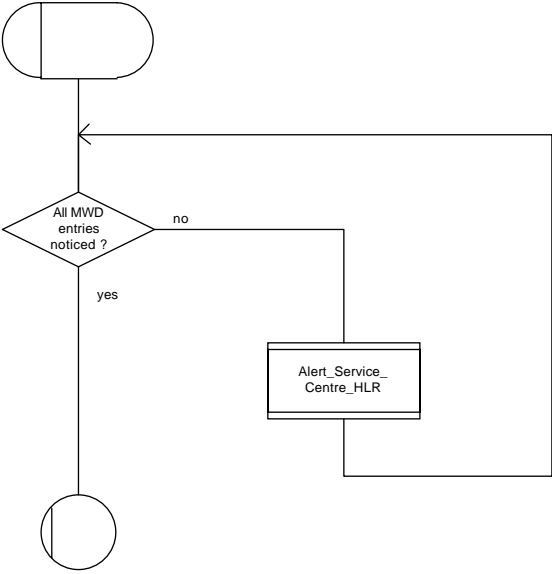 All MWD
entries
noticed ?
no
yes
Alert_Service_
Centre_HLR